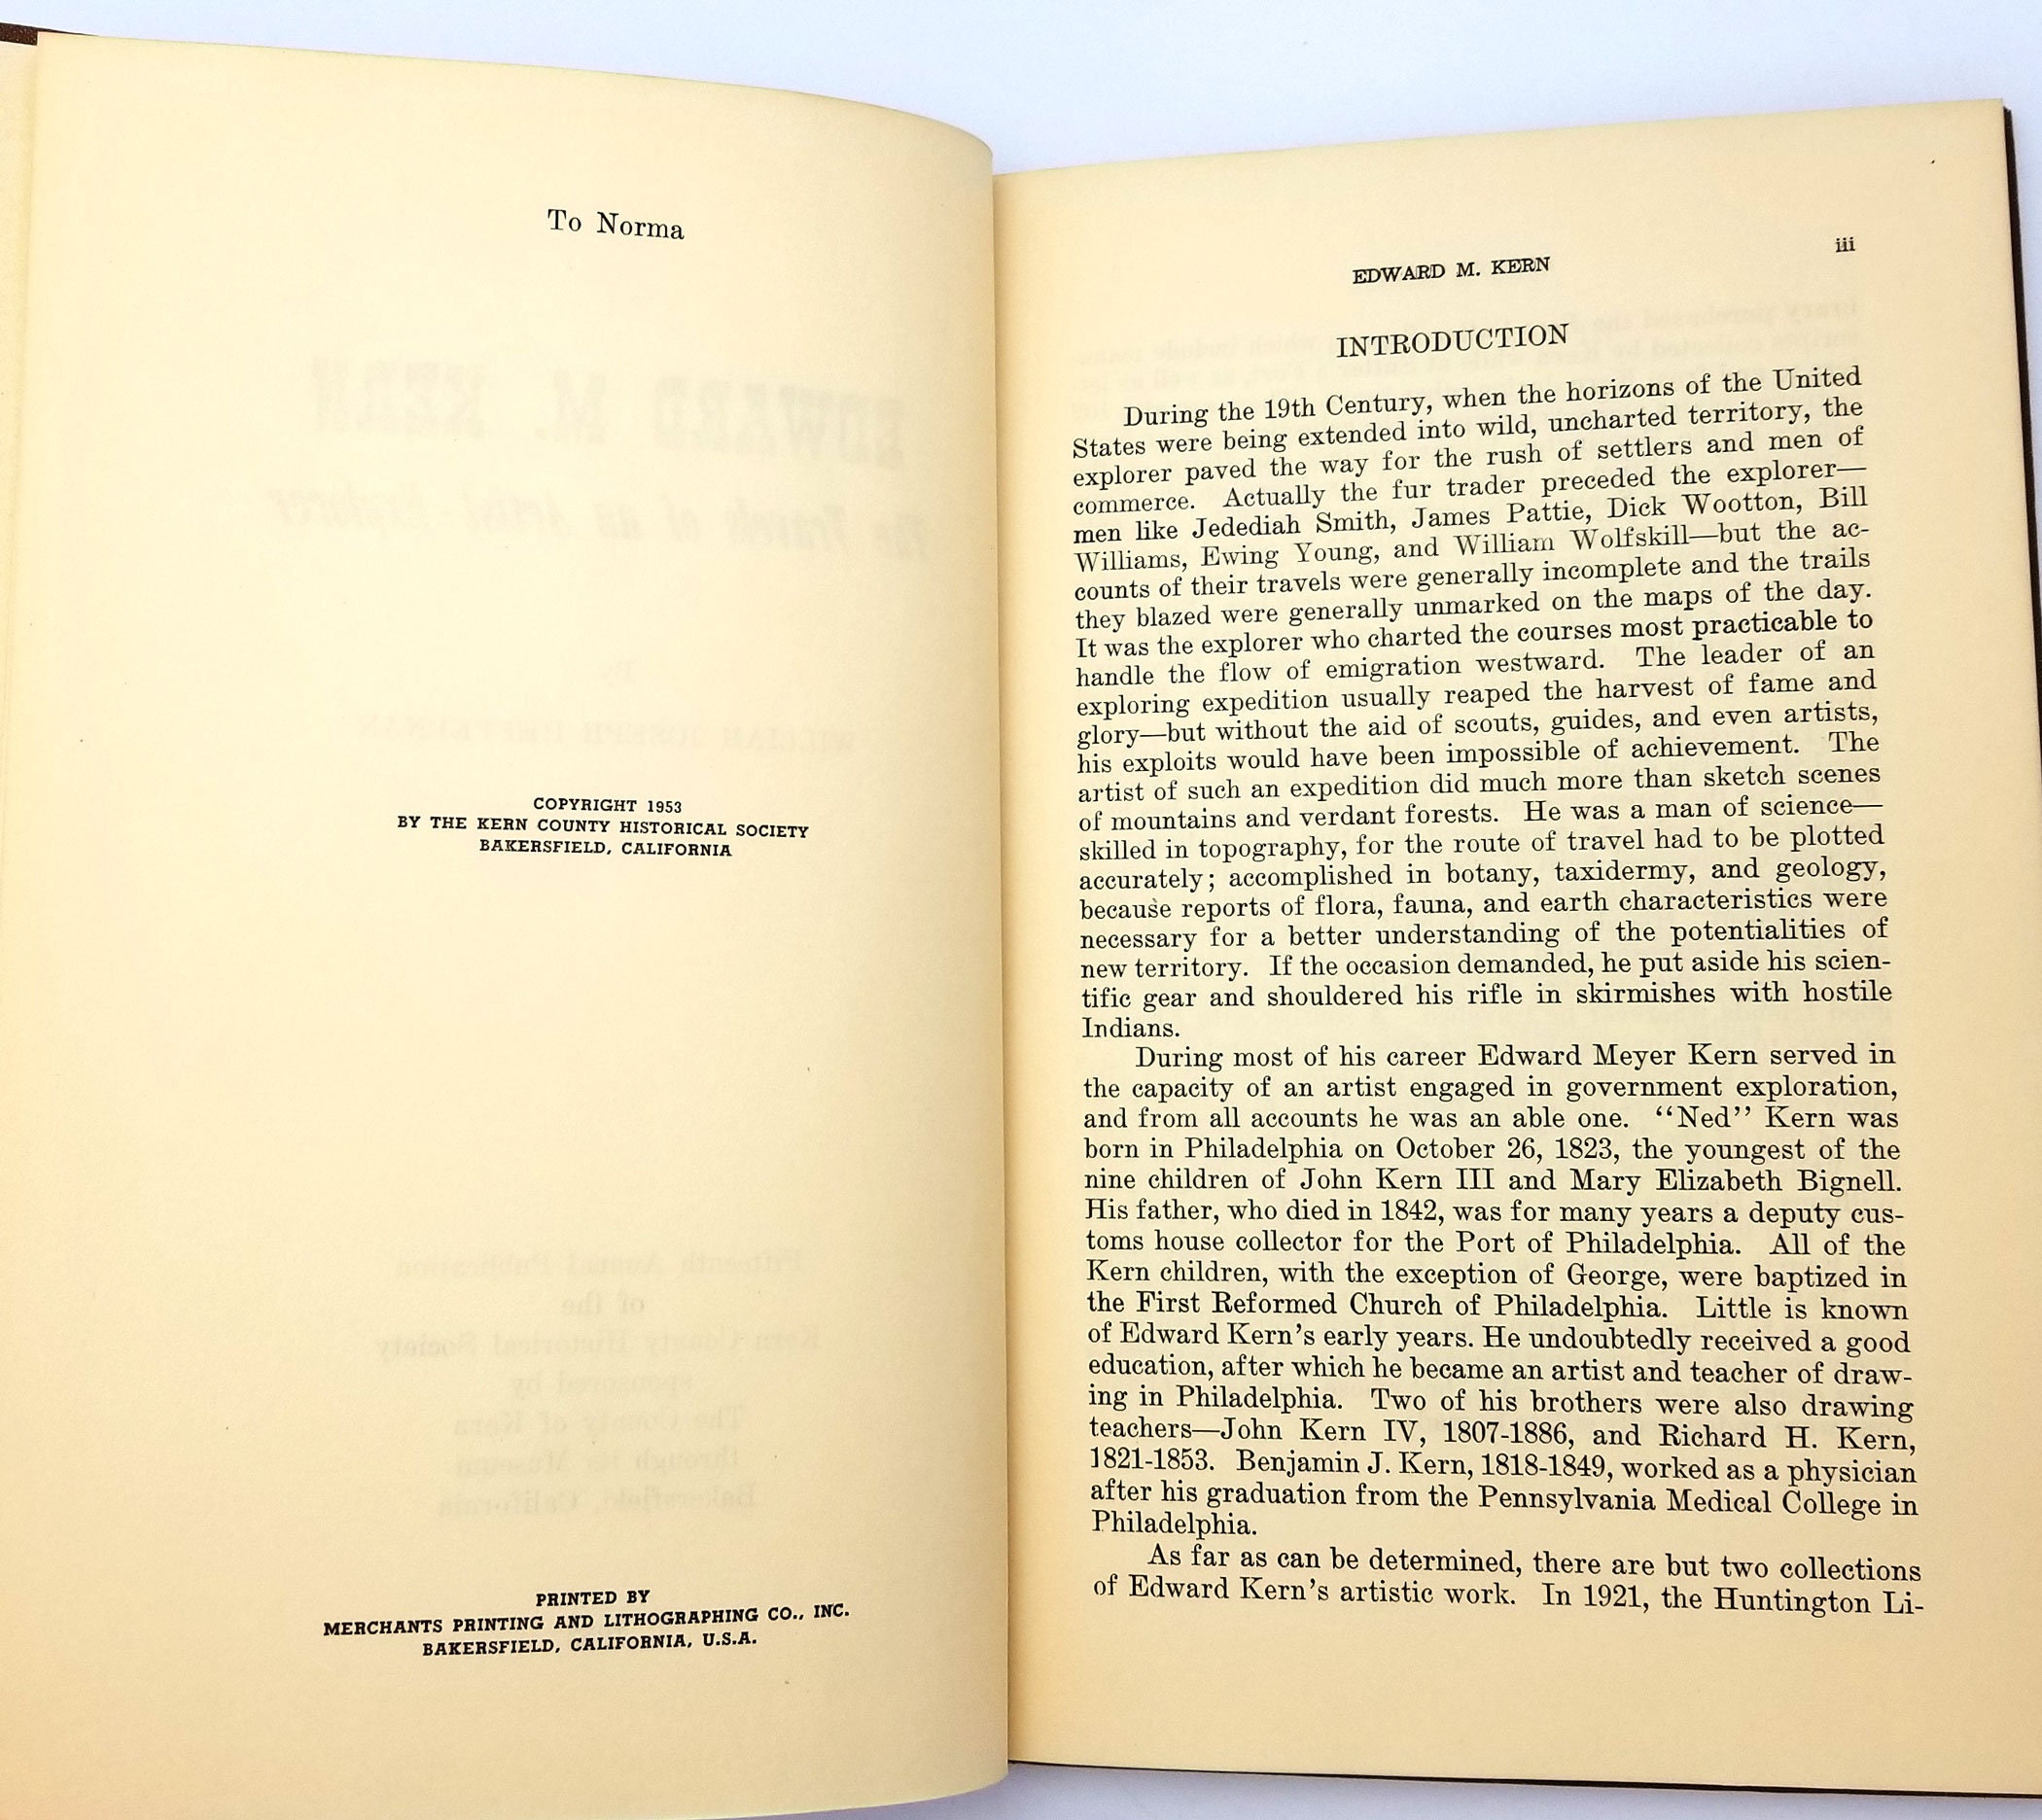 To Norma
COPYRIGHT 1953
BY THE KERN COUNTY HISTORICAL SOCIETY
BAKERSFIELD, CALIFORNIA
PRINTED BY
MERCHANTS PRINTING AND LITHOGRAPHING CO., INC.
BAKERSFIELD, CALIFORNIA, U.S.A.
iii
EDWARD M. KERN
INTRODUCTION
During the 19th Century, when the horizons of the United
States were being extended into wild, uncharted territory, the
explorer paved the way for the rush of settlers and men of
commerce. Actually the fur trader preceded the explorer—
men like Jedediah Smith, James Pattie, Dick Wootton, Bill
Williams, Ewing Young, and William Wolfskill—but the ac-
counts of their travels were generally incomplete and the trails
they blazed were generally unmarked on the maps of the day.
It was the explorer who charted the courses most practicable to
handle the flow of emigration westward. The leader of an
exploring expedition usually reaped the harvest of fame and
glory—but without the aid of scouts, guides, and even artists,
his exploits would have been impossible of achievement. The
artist of such an expedition did much more than sketch scenes
of mountains and verdant forests. He was a man of science—
skilled in topography, for the route of travel had to be plotted
accurately; accomplished in botany, taxidermy, and geology,
because reports of flora, fauna, and earth characteristics were
necessary for a better understanding of the potentialities of
new territory. If the occasion demanded, he put aside his scien-
tific gear and shouldered his rifle in skirmishes with hostile
Indians.
During most of his career Edward Meyer Kern served in
the capacity of an artist engaged in government exploration,
and from all accounts he was an able one. "Ned" Kern was
born in Philadelphia on October 26, 1823, the youngest of the
nine children of John Kern III and Mary Elizabeth Bignell.
His father, who died in 1842, was for many years a deputy cus-
toms house collector for the Port of Philadelphia. All of the
Kern children, with the exception of George, were baptized in
the First Reformed Church of Philadelphia. Little is known
of Edward Kern's early years. He undoubtedly received a good
education, after which he became an artist and teacher of draw-
ing in Philadelphia. Two of his brothers were also drawing
teachers—John Kern IV, 1807-1886, and Richard H. Kern,
1821-1853. Benjamin J. Kern, 1818-1849, worked as a physician
after his graduation from the Pennsylvania Medical College in
Philadelphia.
As far as can be determined, there are but two collections
of Edward Kern's artistic work. In 1921, the Huntington Li-